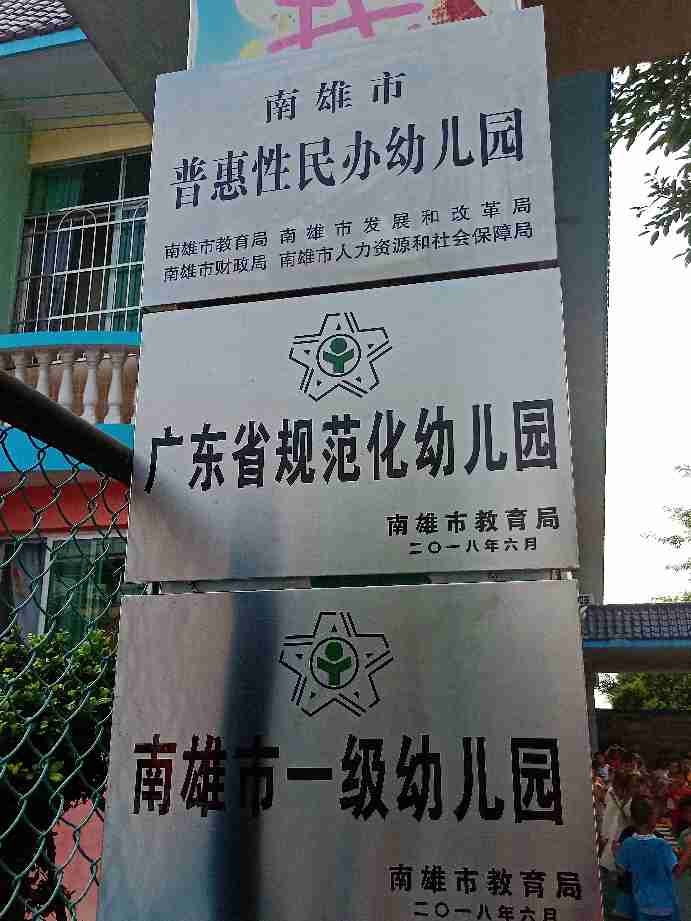 南雄市
普惠性民办幼儿园
南雄市教育局 南雄市发展和改革局
南雄市财政局 南雄市人力资源和社会保障局
广东省规范化幼儿园
南雄市教育局
二〇一八年六月
南雄市一级幼儿园
南雄市教育局
二〇一八年六月